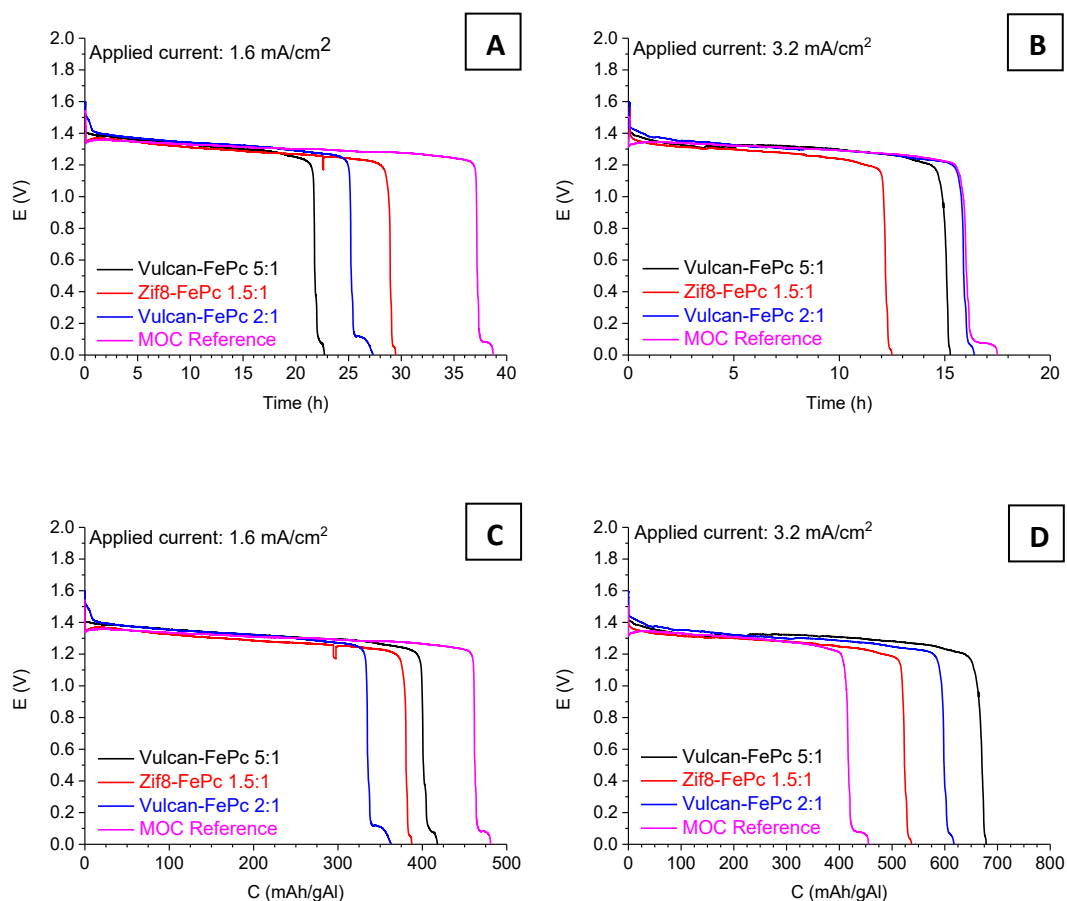 A
Applied current: 1.6 mA/cm²
2.0
1.8
1.6
1.4
1.2
1.0
0.8
0.6
0.4
0.2
0.0
E (V)
Vulcan-FePc 5:1
Zif8-FePc 1.5:1
Vulcan-FePc 2:1
MOC Reference
0 5 10 15 20 25 30 35 40
Time (h)
B
Applied current: 3.2 mA/cm²
2.0
1.8
1.6
1.4
1.2
1.0
0.8
0.6
0.4
0.2
0.0
E (V)
Vulcan-FePc 5:1
Zif8-FePc 1.5:1
Vulcan-FePc 2:1
MOC Reference
0 5 10 15 20
Time (h)
C
Applied current: 1.6 mA/cm²
2.0
1.8
1.6
1.4
1.2
1.0
0.8
0.6
0.4
0.2
0.0
E (V)
Vulcan-FePc 5:1
Zif8-FePc 1.5:1
Vulcan-FePc 2:1
MOC Reference
0 100 200 300 400 500
C (mAh/gAl)
D
Applied current: 3.2 mA/cm²
2.0
1.8
1.6
1.4
1.2
1.0
0.8
0.6
0.4
0.2
0.0
E (V)
Vulcan-FePc 5:1
Zif8-FePc 1.5:1
Vulcan-FePc 2:1
MOC Reference
0 100 200 300 400 500 600 700 800
C (mAh/gAl)